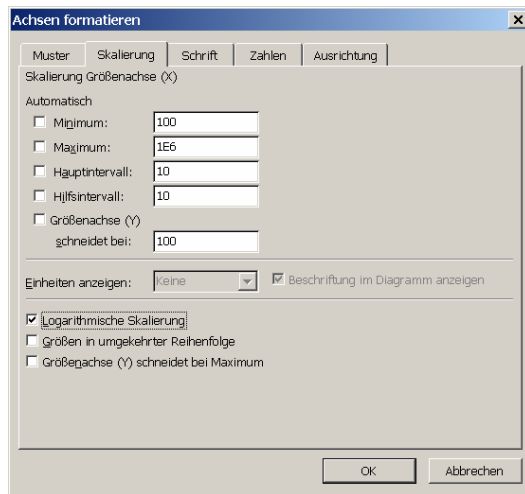 Achsen formatieren
Muster Skalierung Schrift Zahlen Ausrichtung
Skalierung Größenachse (X)
Automatisch
Minimum: 100
Maximum: 1E6
Hauptintervall: 10
Hilfsintervall: 10
Größenachse (Y)
schneidet bei: 100
Einheiten anzeigen: Keine Beschriftung im Diagramm anzeigen
Logarithmische Skalierung
Größen in umgekehrter Reihenfolge
Größenachse (Y) schneidet bei Maximum
OK Abbrechen